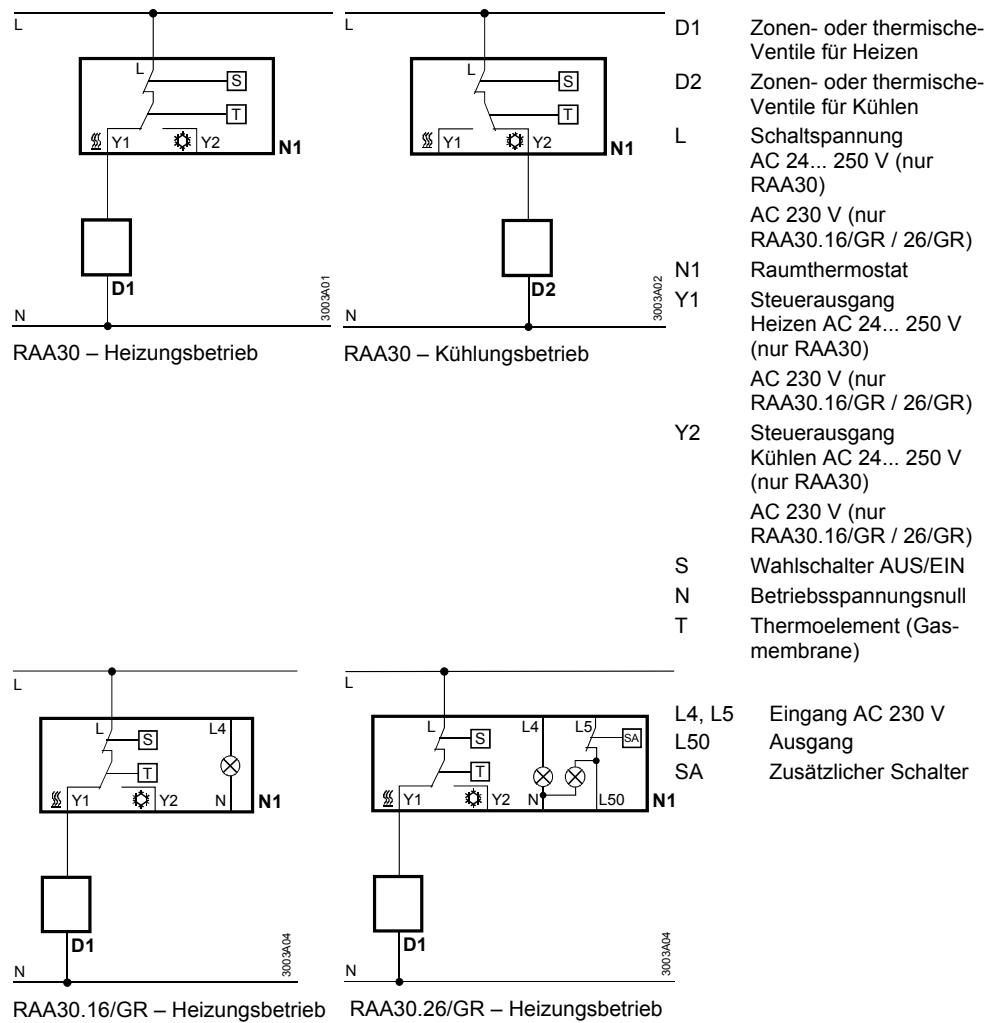 L
L
S
T
Y1
Y2
N1
D1
N
3003A01
RAA30 – Heizungsbetrieb
L
L
S
T
Y1
Y2
N1
D2
N
3003A02
RAA30 – Kühlungsbetrieb
D1 Zonen- oder thermische-
Ventile für Heizen
D2 Zonen- oder thermische-
Ventile für Kühlen
L Schaltspannung
AC 24... 250 V (nur
RAA30)
AC 230 V (nur
RAA30.16/GR / 26/GR)
N1 Raumthermostat
Y1 Steuerausgang
Heizen AC 24... 250 V
(nur RAA30)
AC 230 V (nur
RAA30.16/GR / 26/GR)
Y2 Steuerausgang
Kühlen AC 24... 250 V
(nur RAA30)
AC 230 V (nur
RAA30.16/GR / 26/GR)
S Wahlschalter AUS/EIN
N Betriebsspannungsnull
T Thermoelement (Gas-
membrane)
L
L
L4
S
T
Y1
Y2
N
N1
D1
N
3003A04
RAA30.16/GR – Heizungsbetrieb
L
L
L4
L5
S
SA
T
Y1
Y2
N
L50
N1
D1
N
3003A04
RAA30.26/GR – Heizungsbetrieb
L4, L5 Eingang AC 230 V
L50 Ausgang
SA Zusätzlicher Schalter